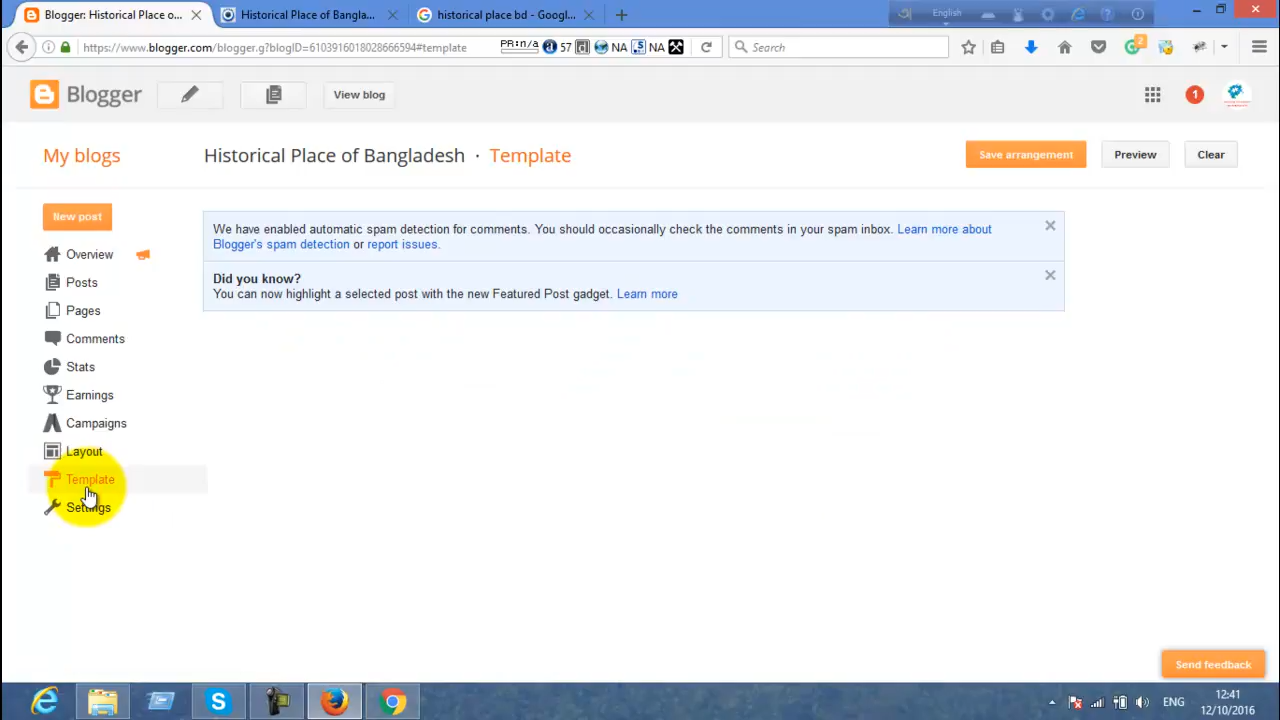 Blogger: Historical Place o...
Historical Place of Bangla...
historical place bd - Googl...
English
https://www.blogger.com/blogger.g?blogID=6103916018028666594#template
PR: n/a
57
NA
NA
Search
2
Blogger
View blog
1
My blogs
Historical Place of Bangladesh · Template
Save arrangement
Preview
Clear
New post
We have enabled automatic spam detection for comments. You should occasionally check the comments in your spam inbox. Learn more about
Blogger's spam detection or report issues.
Did you know?
You can now highlight a selected post with the new Featured Post gadget. Learn more
Overview
Posts
Pages
Comments
Stats
Earnings
Campaigns
Layout
Template
Settings
Send feedback
ENG
12:41
12/10/2016